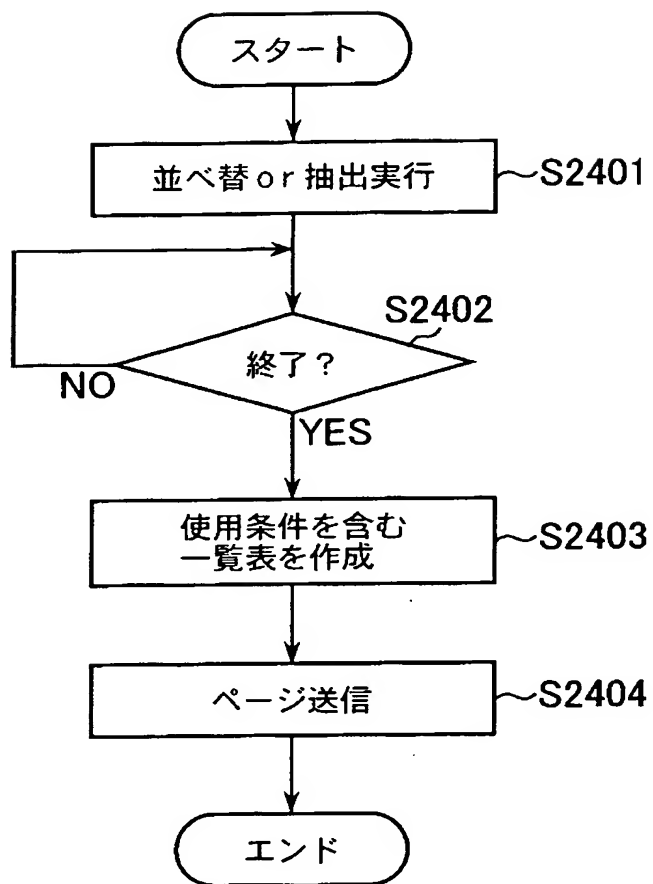 スタート
並べ替or抽出実行
S2401
S2402
終了？
NO
YES
使用条件を含む
一覧表を作成
S2403
ページ送信
S2404
エンド